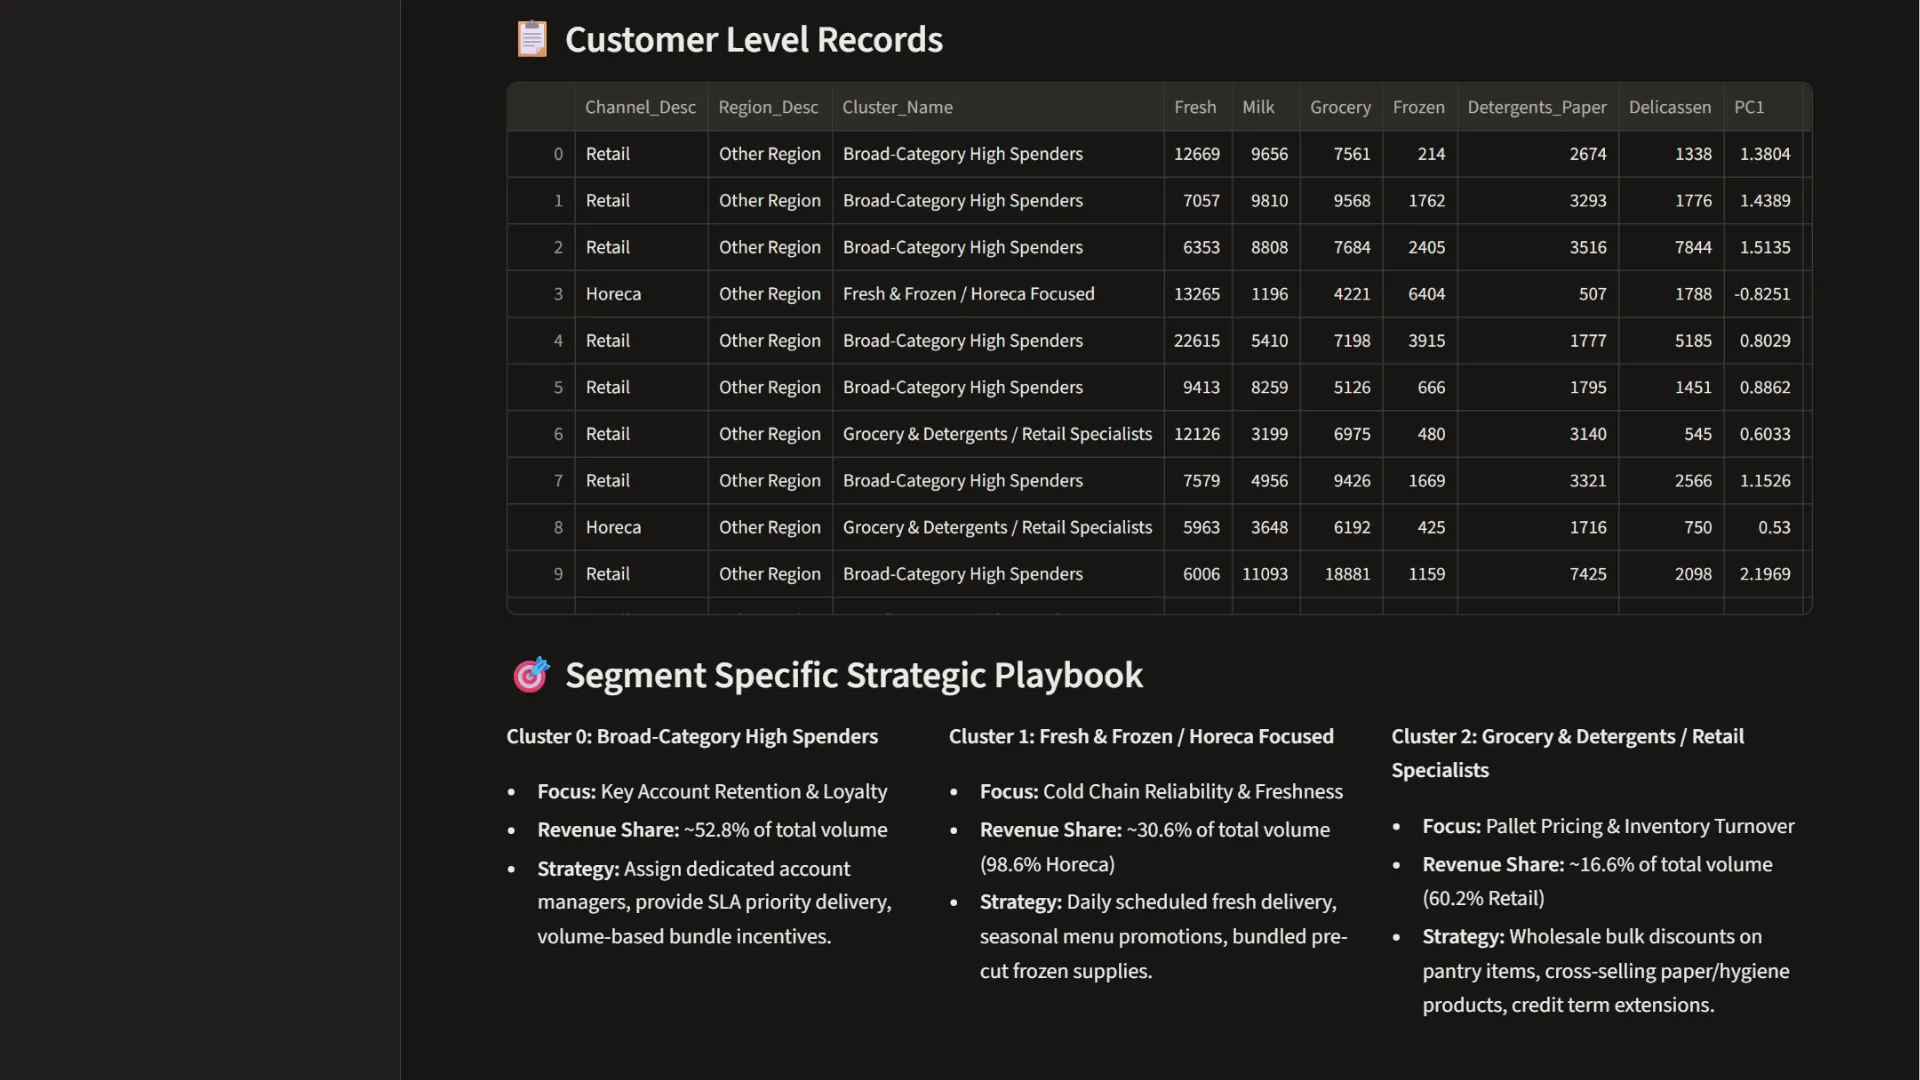 Customer Level Records
Channel_Desc Region_Desc Cluster_Name Fresh Milk Grocery Frozen Detergents_Paper Delicassen PC1
0 Retail Other Region Broad-Category High Spenders 12669 9656 7561 214 2674 1338 1.3804
1 Retail Other Region Broad-Category High Spenders 7057 9810 9568 1762 3293 1776 1.4389
2 Retail Other Region Broad-Category High Spenders 6353 8808 7684 2405 3516 7844 1.5135
3 Horeca Other Region Fresh & Frozen / Horeca Focused 13265 1196 4221 6404 507 1788 -0.8251
4 Retail Other Region Broad-Category High Spenders 22615 5410 7198 3915 1777 5185 0.8029
5 Retail Other Region Broad-Category High Spenders 9413 8259 5126 666 1795 1451 0.8862
6 Retail Other Region Grocery & Detergents / Retail Specialists 12126 3199 6975 480 3140 545 0.6033
7 Retail Other Region Broad-Category High Spenders 7579 4956 9426 1669 3321 2566 1.1526
8 Horeca Other Region Grocery & Detergents / Retail Specialists 5963 3648 6192 425 1716 750 0.53
9 Retail Other Region Broad-Category High Spenders 6006 11093 18881 1159 7425 2098 2.1969
Segment Specific Strategic Playbook
Cluster 0: Broad-Category High Spenders
• Focus: Key Account Retention & Loyalty
• Revenue Share: ~52.8% of total volume
• Strategy: Assign dedicated account
managers, provide SLA priority delivery,
volume-based bundle incentives.
Cluster 1: Fresh & Frozen / Horeca Focused
• Focus: Cold Chain Reliability & Freshness
• Revenue Share: ~30.6% of total volume
(98.6% Horeca)
• Strategy: Daily scheduled fresh delivery,
seasonal menu promotions, bundled pre-
cut frozen supplies.
Cluster 2: Grocery & Detergents / Retail
Specialists
• Focus: Pallet Pricing & Inventory Turnover
• Revenue Share: ~16.6% of total volume
(60.2% Retail)
• Strategy: Wholesale bulk discounts on
pantry items, cross-selling paper/hygiene
products, credit term extensions.